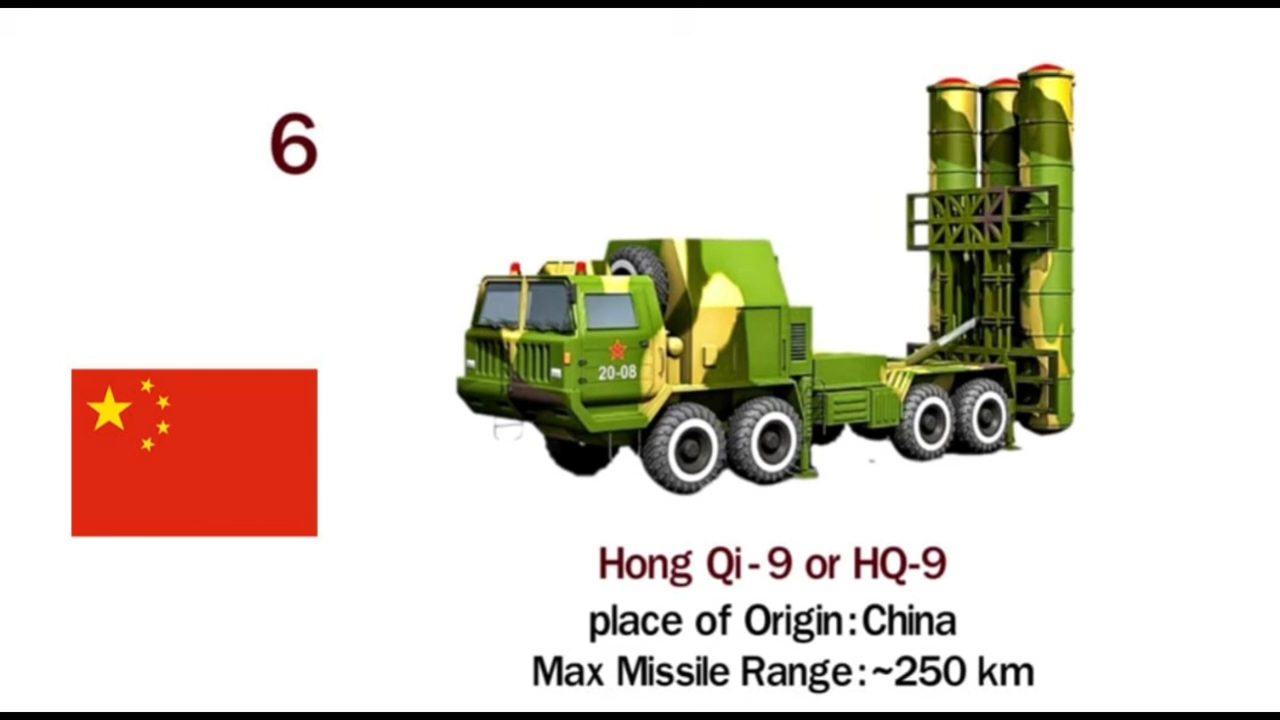 6
20-08
Hong Qi-9 or HQ-9
place of Origin:China
Max Missile Range:~250 km